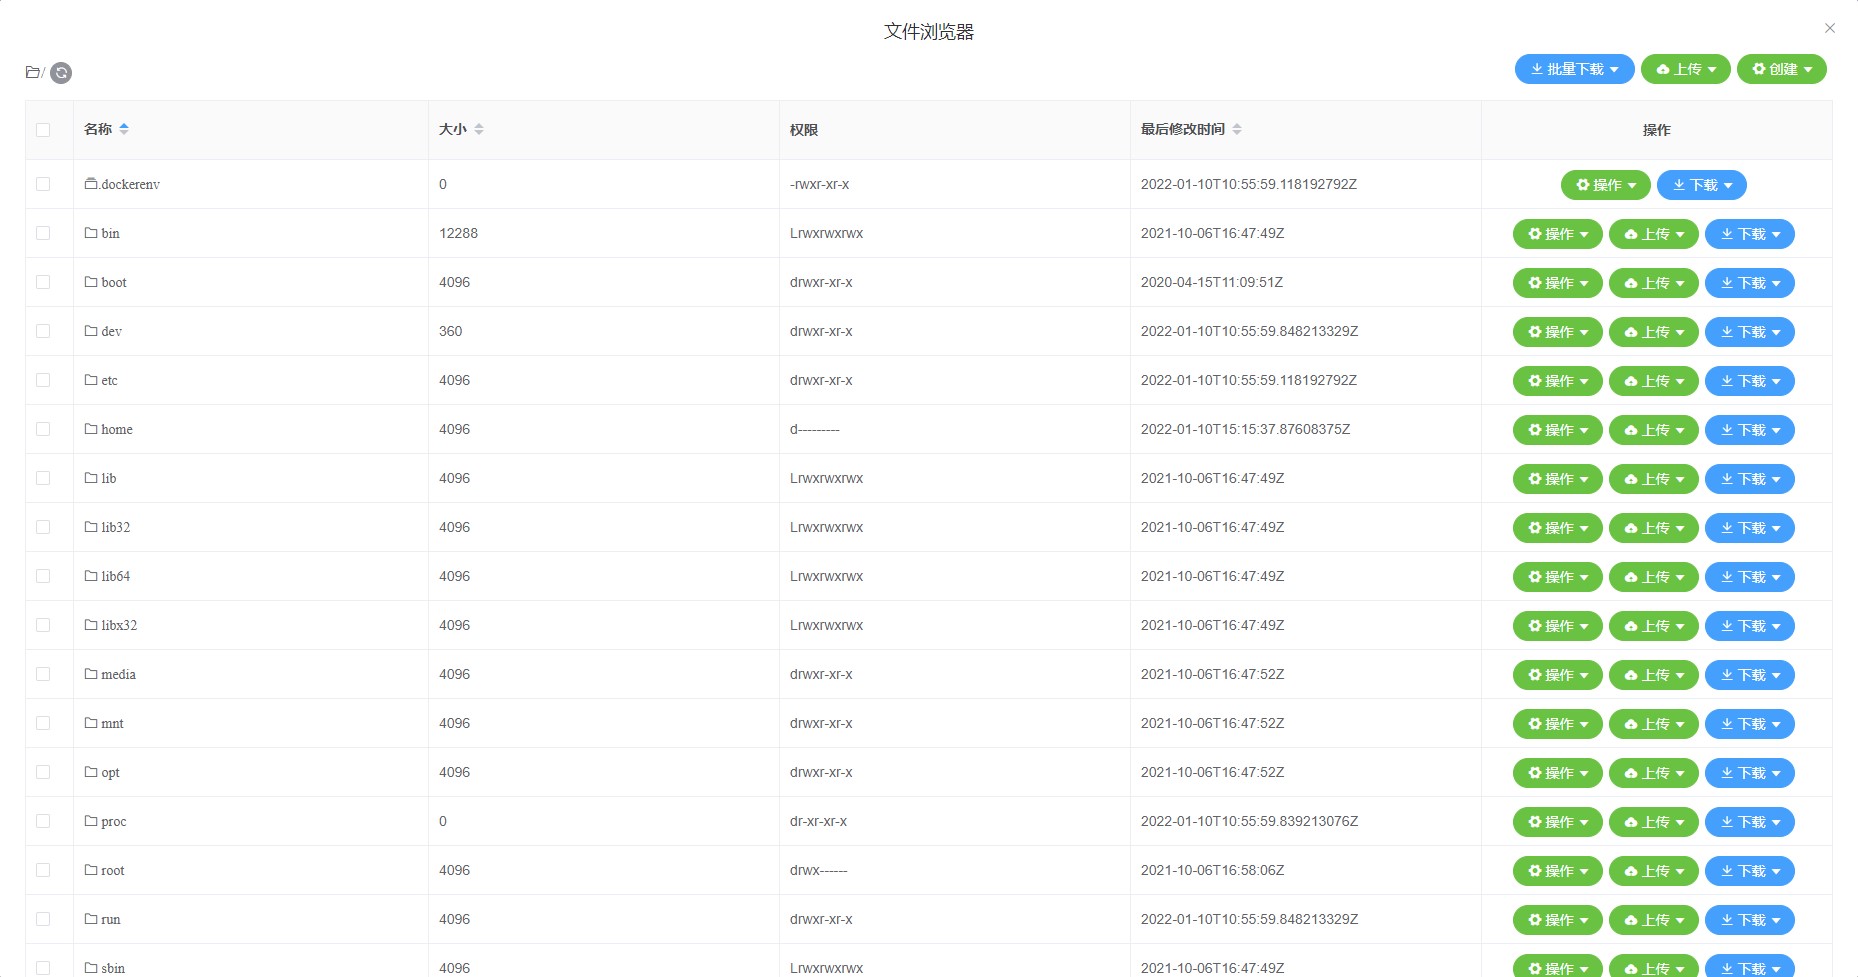 文件浏览器
/
批量下载 上传 创建
名称 大小 权限 最后修改时间 操作
.dockerenv 0 -rwxr-xr-x 2022-01-10T10:55:59.118192792Z 操作 下载
bin 12288 Lrwxrwxrwx 2021-10-06T16:47:49Z 操作 上传 下载
boot 4096 drwxr-xr-x 2020-04-15T11:09:51Z 操作 上传 下载
dev 360 drwxr-xr-x 2022-01-10T10:55:59.848213329Z 操作 上传 下载
etc 4096 drwxr-xr-x 2022-01-10T10:55:59.118192792Z 操作 上传 下载
home 4096 d--------- 2022-01-10T15:15:37.87608375Z 操作 上传 下载
lib 4096 Lrwxrwxrwx 2021-10-06T16:47:49Z 操作 上传 下载
lib32 4096 Lrwxrwxrwx 2021-10-06T16:47:49Z 操作 上传 下载
lib64 4096 Lrwxrwxrwx 2021-10-06T16:47:49Z 操作 上传 下载
libx32 4096 Lrwxrwxrwx 2021-10-06T16:47:49Z 操作 上传 下载
media 4096 drwxr-xr-x 2021-10-06T16:47:52Z 操作 上传 下载
mnt 4096 drwxr-xr-x 2021-10-06T16:47:52Z 操作 上传 下载
opt 4096 drwxr-xr-x 2021-10-06T16:47:52Z 操作 上传 下载
proc 0 dr-xr-xr-x 2022-01-10T10:55:59.839213076Z 操作 上传 下载
root 4096 drwx------ 2021-10-06T16:58:06Z 操作 上传 下载
run 4096 drwxr-xr-x 2022-01-10T10:55:59.848213329Z 操作 上传 下载
sbin 4096 Lrwxrwxrwx 2021-10-06T16:47:49Z 操作 上传 下载